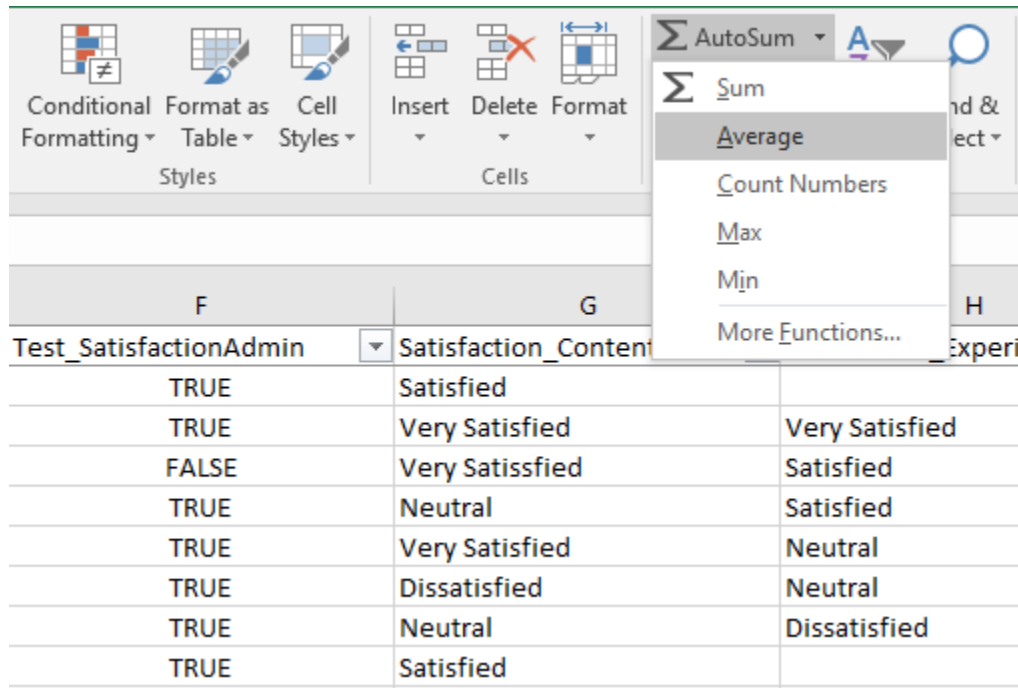 AutoSum
Conditional Formatting
Format as Table
Cell Styles
Insert
Delete
Format
Styles
Cells
Sum
Average
Count Numbers
Max
Min
More Functions...
F G H
Test_SatisfactionAdmin Satisfaction_Content
TRUE Satisfied
TRUE Very Satisfied Very Satisfied
FALSE Very Satissfied Satisfied
TRUE Neutral Satisfied
TRUE Very Satisfied Neutral
TRUE Dissatisfied Neutral
TRUE Neutral Dissatisfied
TRUE Satisfied